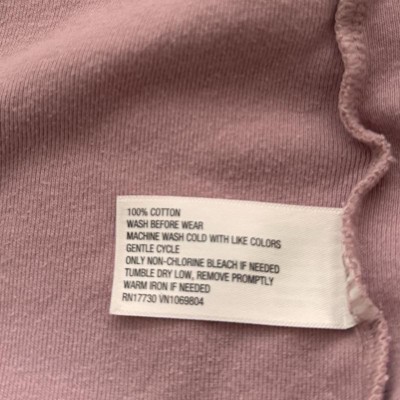 100% COTTON
WASH BEFORE WEAR
MACHINE WASH COLD WITH LIKE COLORS
GENTLE CYCLE
ONLY NON-CHLORINE BLEACH IF NEEDED
TUMBLE DRY LOW, REMOVE PROMPTLY
WARM IRON IF NEEDED
RN17730 VN1069804